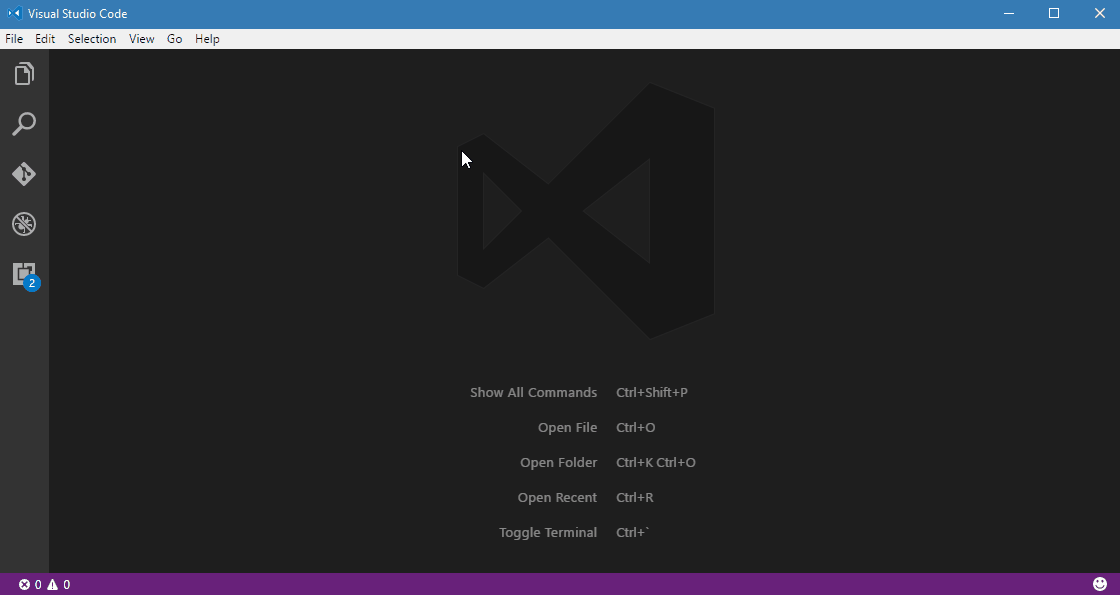 Visual Studio Code
File Edit Selection View Go Help
2
Show All Commands Ctrl+Shift+P
Open File Ctrl+O
Open Folder Ctrl+K Ctrl+O
Open Recent Ctrl+R
Toggle Terminal Ctrl+`
0 0